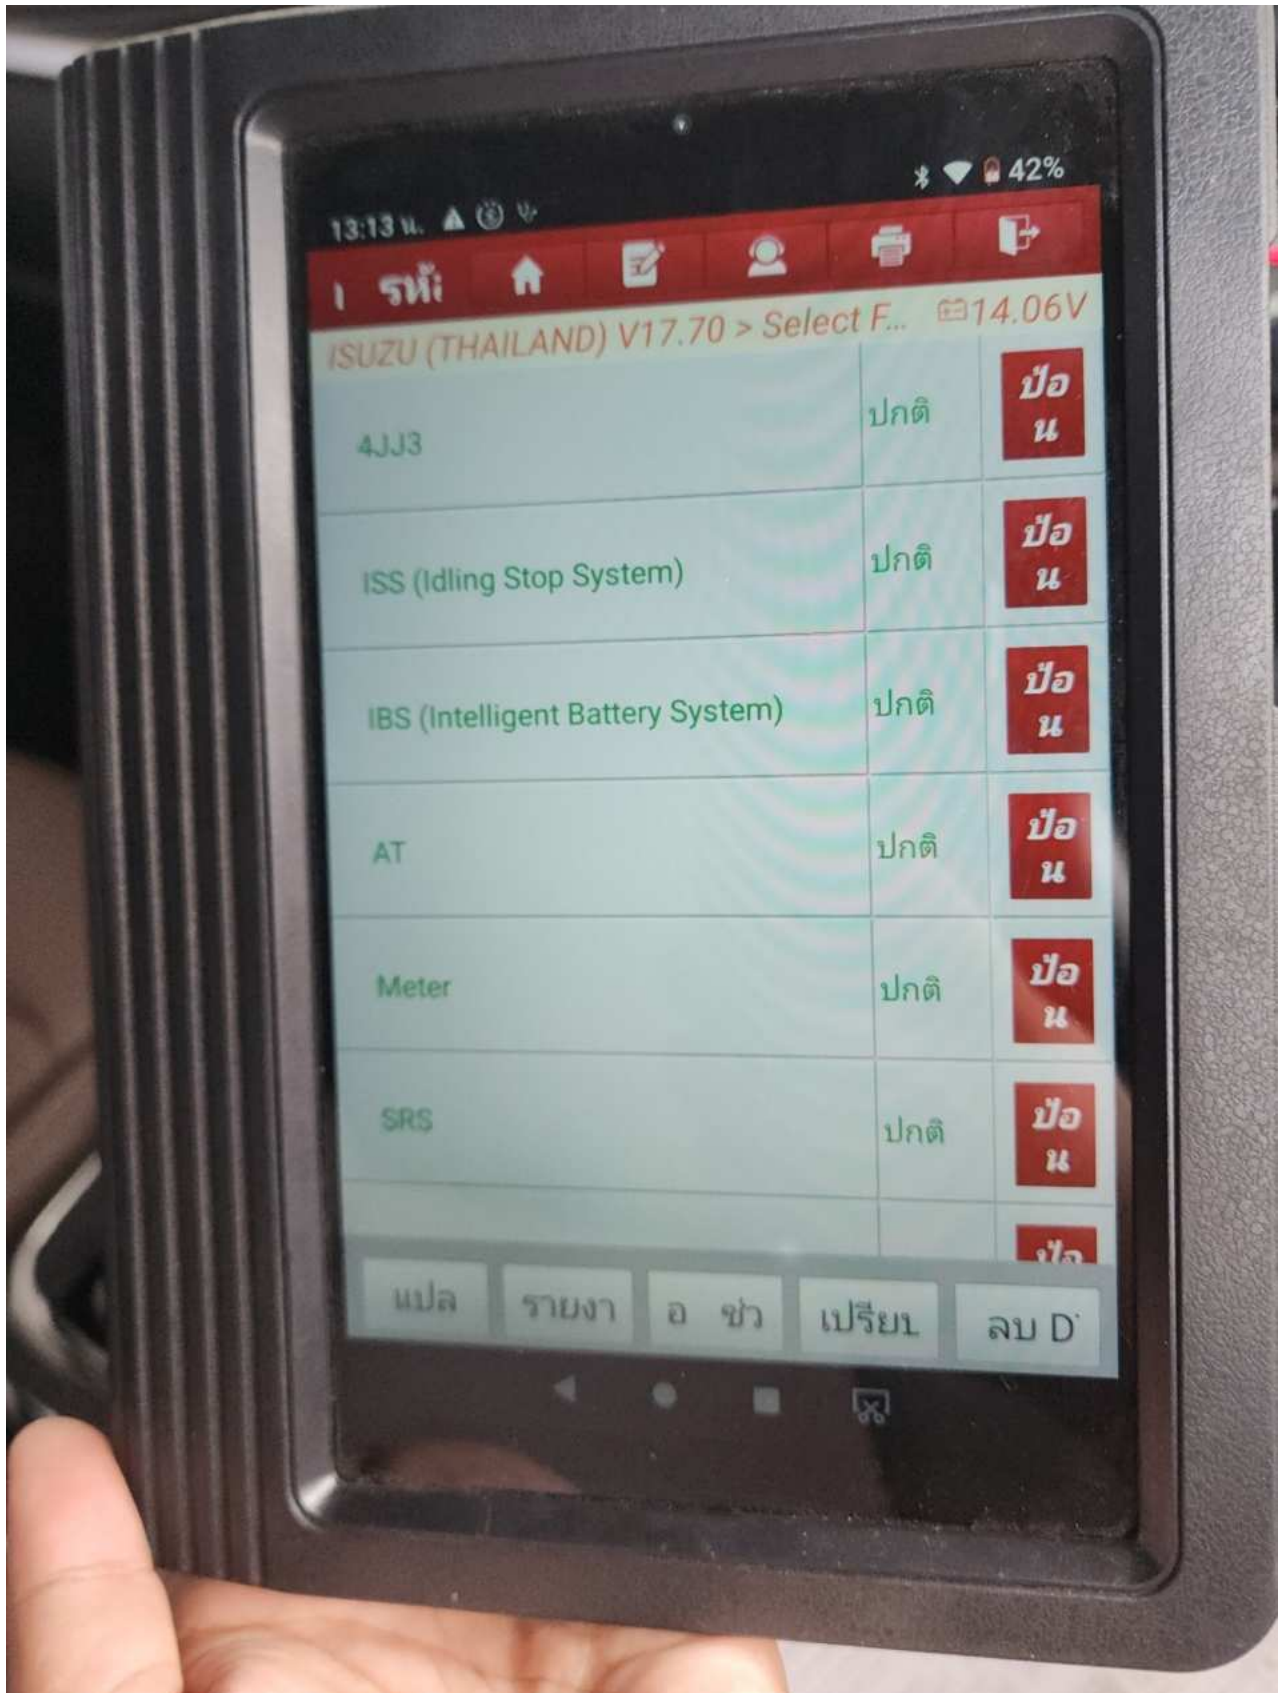 13:13 น. 42%
รหั
ISUZU (THAILAND) V17.70 > Select F... 14.06V
4JJ3 ปกติ ป้อ
น
ISS (Idling Stop System) ปกติ ป้อ
น
IBS (Intelligent Battery System) ปกติ ป้อ
น
AT ปกติ ป้อ
น
Meter ปกติ ป้อ
น
SRS ปกติ ป้อ
น
ป้อ
แปล รายงา อ ช่ว เปรียบ ลบ D